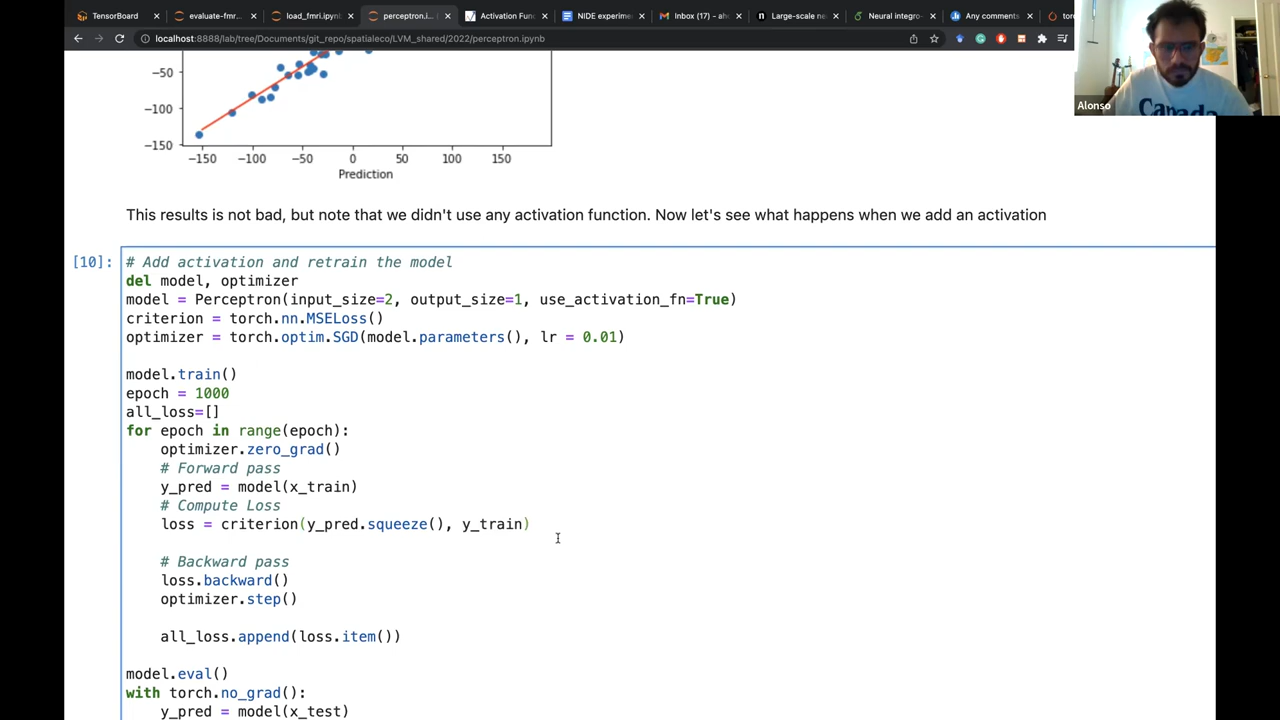 TensorBoard
evaluate-fmr...
load_fmri.ipynb
perceptron.i...
Activation Func
NIDE experime
Inbox (17) - ah
Large-scale ne
Neural integro-
Any comments
localhost:8888/lab/tree/Documents/git_repo/spatialeco/LVM_shared/2022/perceptron.ipynb
Alonso
Canada
−50
−100
−150
−150 −100 −50 0 50 100 150
Prediction
This results is not bad, but note that we didn't use any activation function. Now let's see what happens when we add an activation
[10]: # Add activation and retrain the model
del model, optimizer
model = Perceptron(input_size=2, output_size=1, use_activation_fn=True)
criterion = torch.nn.MSELoss()
optimizer = torch.optim.SGD(model.parameters(), lr = 0.01)
model.train()
epoch = 1000
all_loss=[]
for epoch in range(epoch):
optimizer.zero_grad()
# Forward pass
y_pred = model(x_train)
# Compute Loss
loss = criterion(y_pred.squeeze(), y_train)
# Backward pass
loss.backward()
optimizer.step()
all_loss.append(loss.item())
model.eval()
with torch.no_grad():
y_pred = model(x_test)